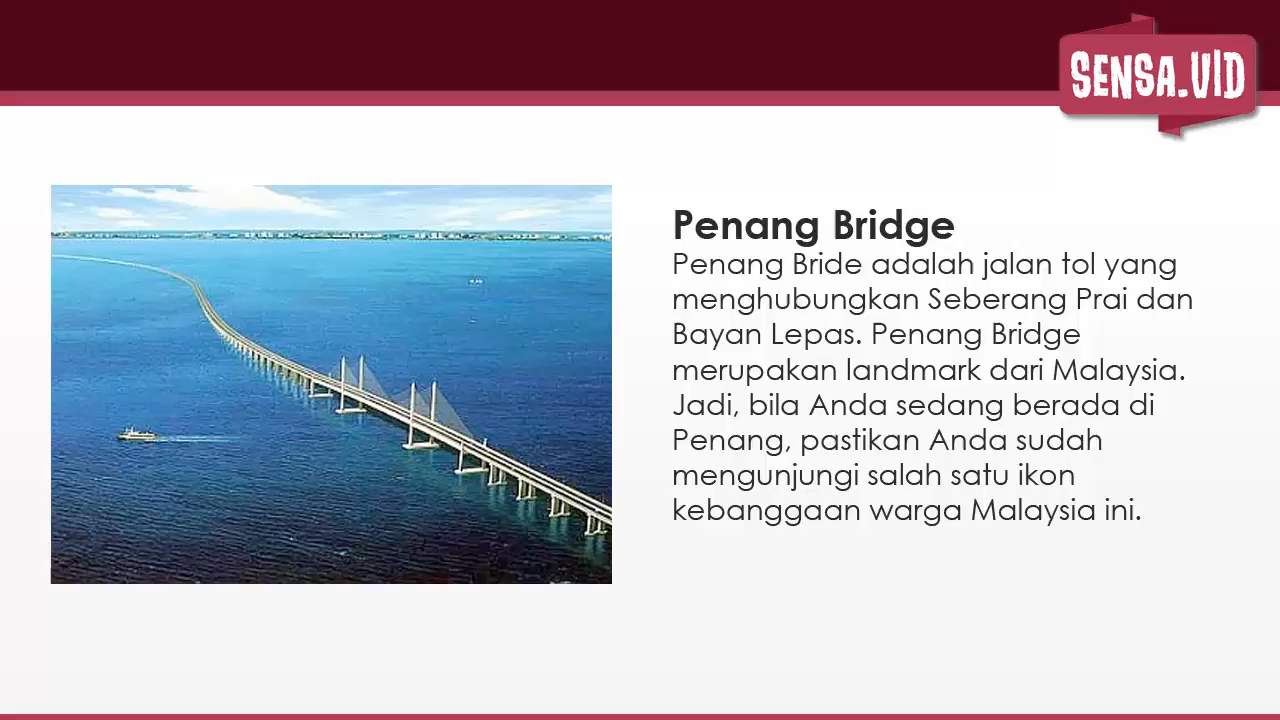 SENSA.VID
Penang Bridge
Penang Bride adalah jalan tol yang
menghubungkan Seberang Prai dan
Bayan Lepas. Penang Bridge
merupakan landmark dari Malaysia.
Jadi, bila Anda sedang berada di
Penang, pastikan Anda sudah
mengunjungi salah satu ikon
kebanggaan warga Malaysia ini.